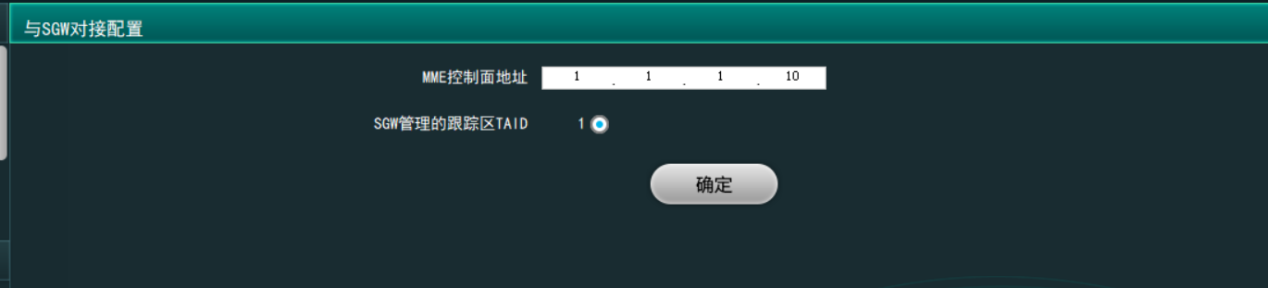 与SGW对接配置
MME控制面地址 1 . 1 . 1 . 10
SGW管理的跟踪区TAID 1
确定